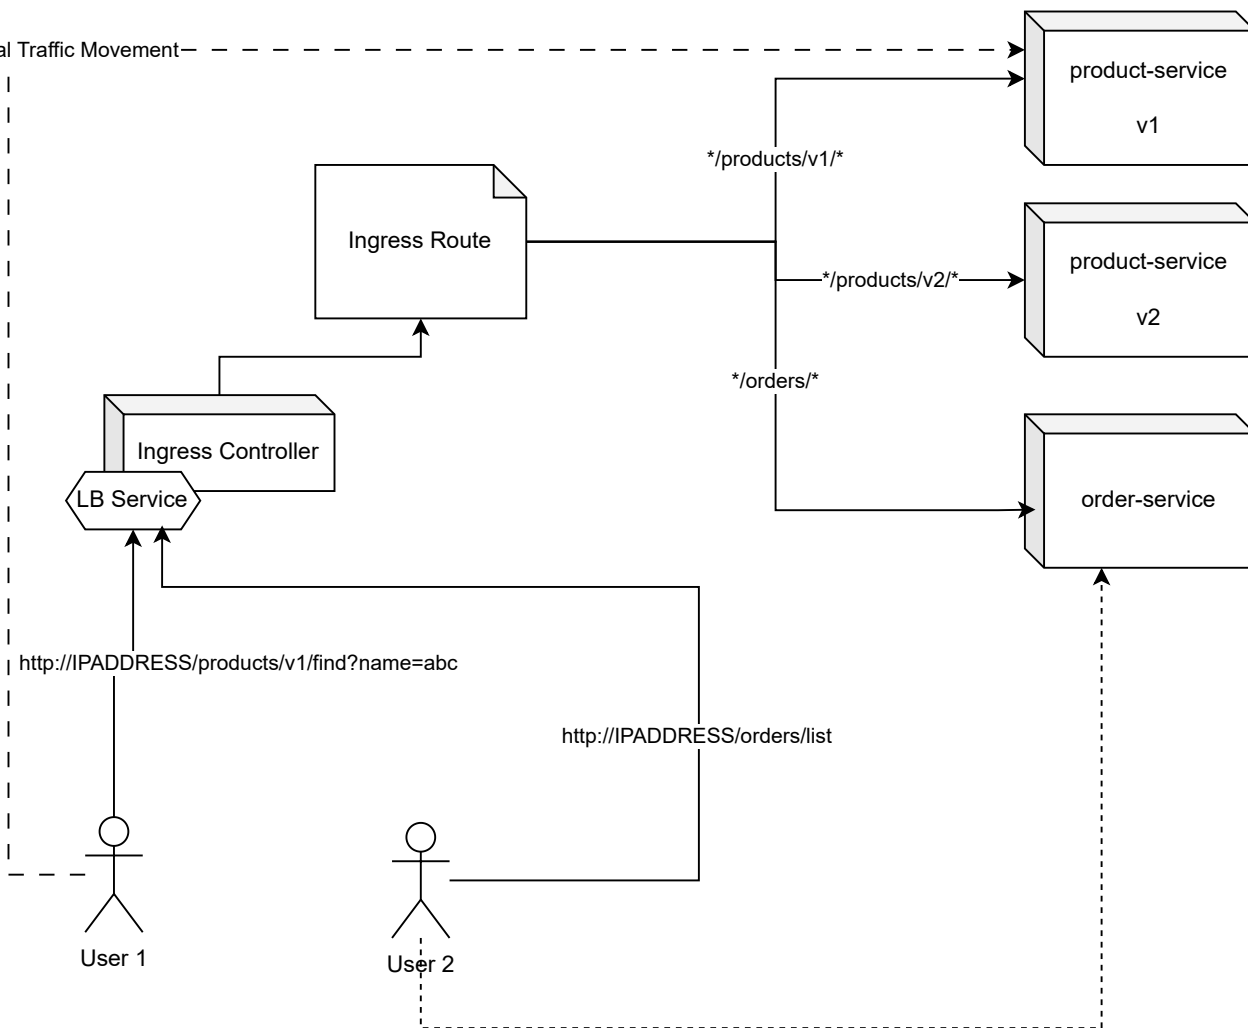 Traffic Movement
product-service
v1
*/products/v1/*
Ingress Route
product-service
v2
*/products/v2/*
*/orders/*
Ingress Controller
LB Service
order-service
http://IPADDRESS/products/v1/find?name=abc
http://IPADDRESS/orders/list
User 1
User 2